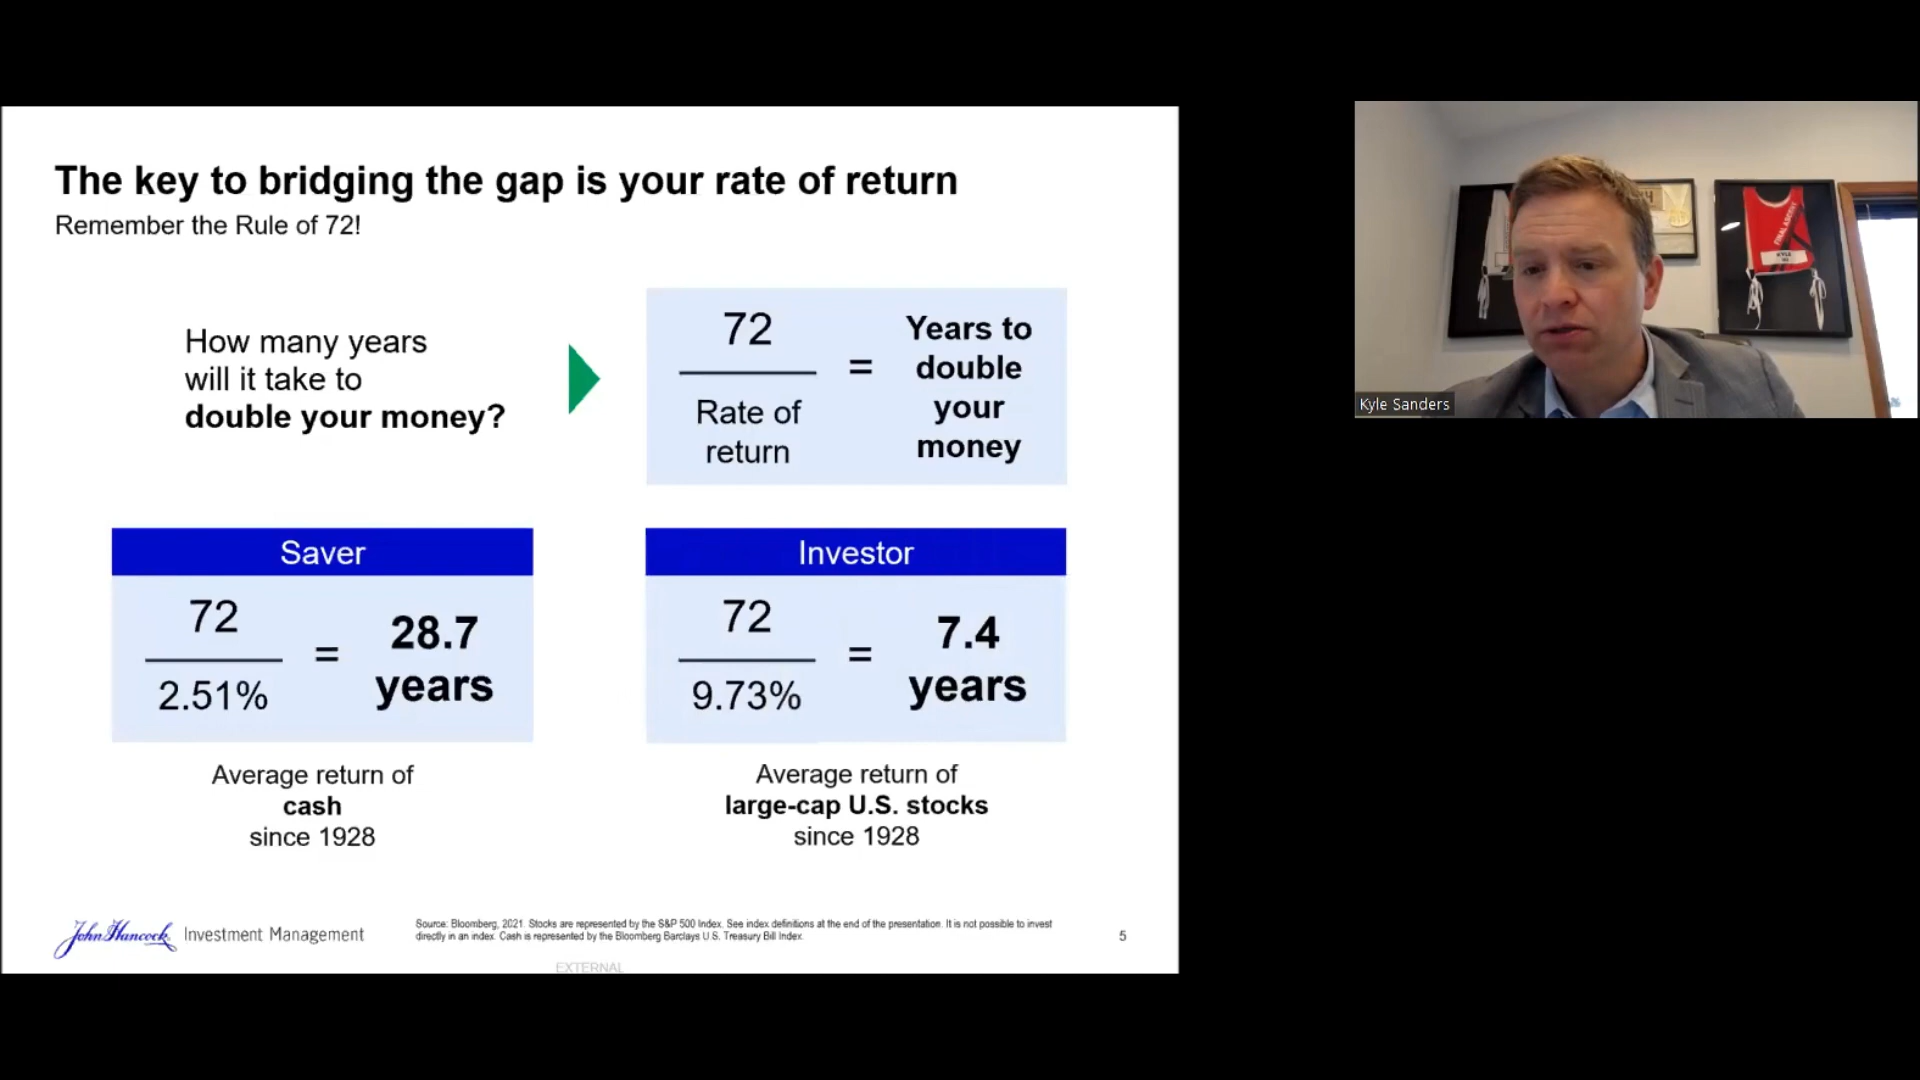 The key to bridging the gap is your rate of return
Remember the Rule of 72!
How many years
will it take to
double your money?
72
Rate of
return
=
Years to
double
your
money
Saver
72
2.51%
=
28.7
years
Average return of
cash
since 1928
Investor
72
9.73%
=
7.4
years
Average return of
large-cap U.S. stocks
since 1928
John Hancock Investment Management
Source: Bloomberg, 2021. Stocks are represented by the S&P 500 Index. See index definitions at the end of the presentation. It is not possible to invest
directly in an index. Cash is represented by the Bloomberg Barclays U.S. Treasury Bill Index.
5
EXTERNAL
FINAL ASCENT
KYLE
Kyle Sanders